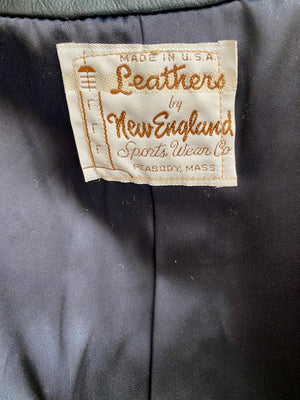 MADE IN U.S.A.
Leathers
by
New England
Sports Wear Co
PEABODY, MASS.